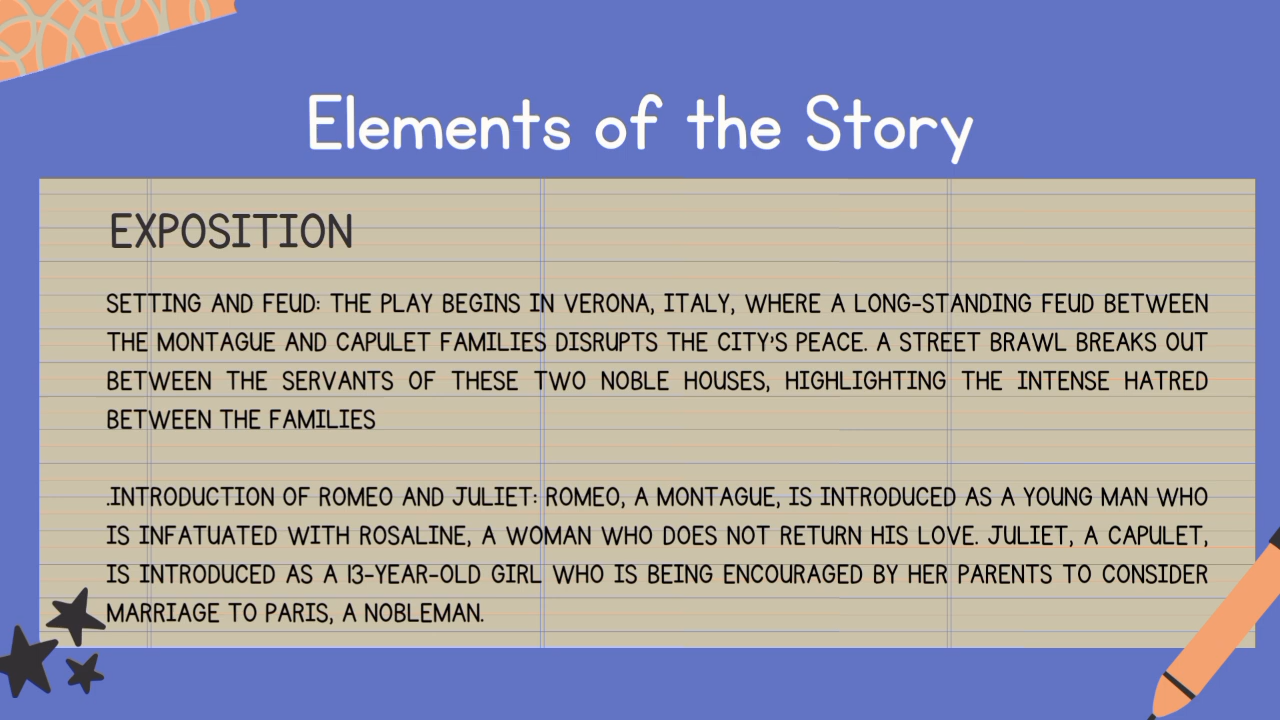 Elements of the Story
EXPOSITION
SETTING AND FEUD: THE PLAY BEGINS IN VERONA, ITALY, WHERE A LONG-STANDING FEUD BETWEEN
THE MONTAGUE AND CAPULET FAMILIES DISRUPTS THE CITY'S PEACE. A STREET BRAWL BREAKS OUT
BETWEEN THE SERVANTS OF THESE TWO NOBLE HOUSES, HIGHLIGHTING THE INTENSE HATRED
BETWEEN THE FAMILIES
.INTRODUCTION OF ROMEO AND JULIET: ROMEO, A MONTAGUE, IS INTRODUCED AS A YOUNG MAN WHO
IS INFATUATED WITH ROSALINE, A WOMAN WHO DOES NOT RETURN HIS LOVE. JULIET, A CAPULET,
IS INTRODUCED AS A 13-YEAR-OLD GIRL WHO IS BEING ENCOURAGED BY HER PARENTS TO CONSIDER
MARRIAGE TO PARIS, A NOBLEMAN.